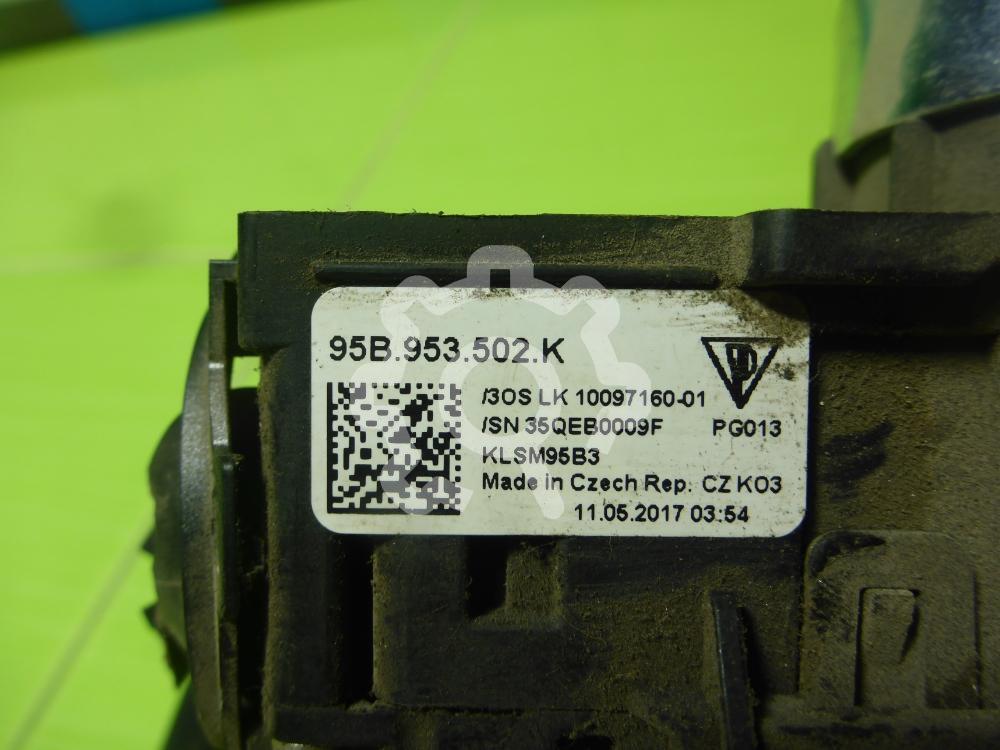 95B.953.502.K
/3OS LK 10097160-01
/SN 35QEB0009F PG013
KLSM95B3
Made in Czech Rep. CZ K03
11.05.2017 03:54